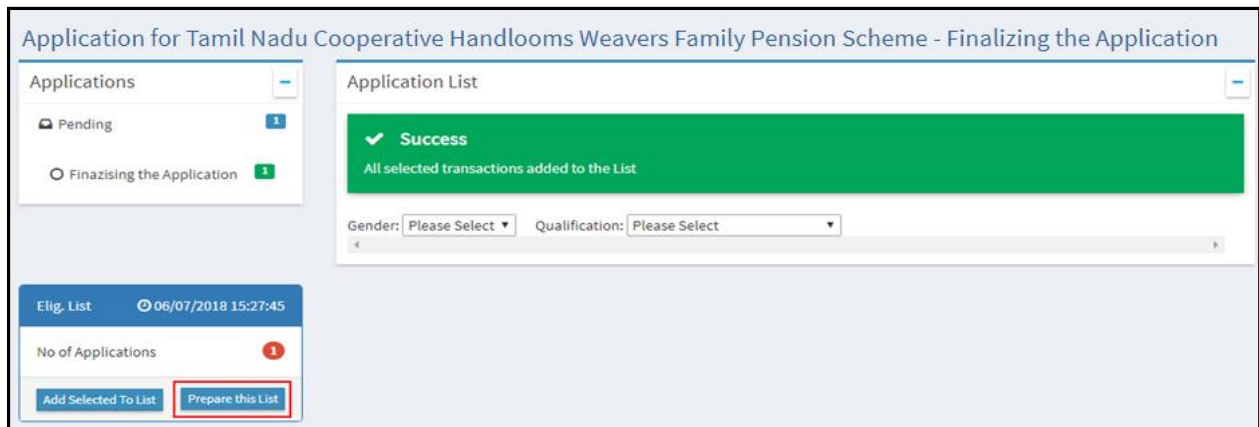 Application for Tamil Nadu Cooperative Handlooms Weavers Family Pension Scheme - Finalizing the Application
Applications
Pending 1
Finazising the Application 1
Application List
Success
All selected transactions added to the List
Gender: Please Select Qualification: Please Select
Elig. List 06/07/2018 15:27:45
No of Applications 1
Add Selected To List Prepare this List